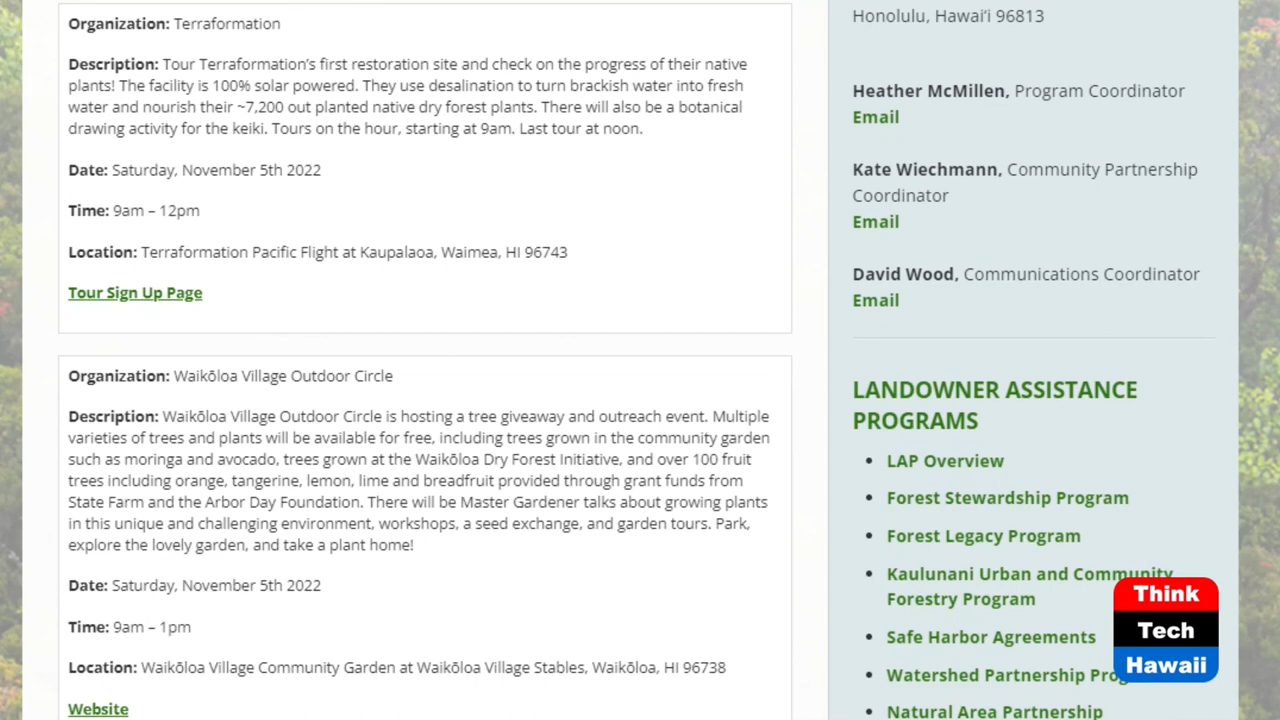 Organization: Terraformation
Description: Tour Terraformation's first restoration site and check on the progress of their native
plants! The facility is 100% solar powered. They use desalination to turn brackish water into fresh
water and nourish their ~7,200 out planted native dry forest plants. There will also be a botanical
drawing activity for the keiki. Tours on the hour, starting at 9am. Last tour at noon.
Date: Saturday, November 5th 2022
Time: 9am – 12pm
Location: Terraformation Pacific Flight at Kaupalaoa, Waimea, HI 96743
Tour Sign Up Page
Organization: Waikōloa Village Outdoor Circle
Description: Waikōloa Village Outdoor Circle is hosting a tree giveaway and outreach event. Multiple
varieties of trees and plants will be available for free, including trees grown in the community garden
such as moringa and avocado, trees grown at the Waikōloa Dry Forest Initiative, and over 100 fruit
trees including orange, tangerine, lemon, lime and breadfruit provided through grant funds from
State Farm and the Arbor Day Foundation. There will be Master Gardener talks about growing plants
in this unique and challenging environment, workshops, a seed exchange, and garden tours. Park,
explore the lovely garden, and take a plant home!
Date: Saturday, November 5th 2022
Time: 9am – 1pm
Location: Waikōloa Village Community Garden at Waikōloa Village Stables, Waikōloa, HI 96738
Website
Honolulu, Hawaiʻi 96813
Heather McMillen, Program Coordinator
Email
Kate Wiechmann, Community Partnership
Coordinator
Email
David Wood, Communications Coordinator
Email
LANDOWNER ASSISTANCE
PROGRAMS
LAP Overview
Forest Stewardship Program
Forest Legacy Program
Kaulunani Urban and Community
Forestry Program
Safe Harbor Agreements
Watershed Partnership
Natural Area Partnership
Think
Tech
Hawaii